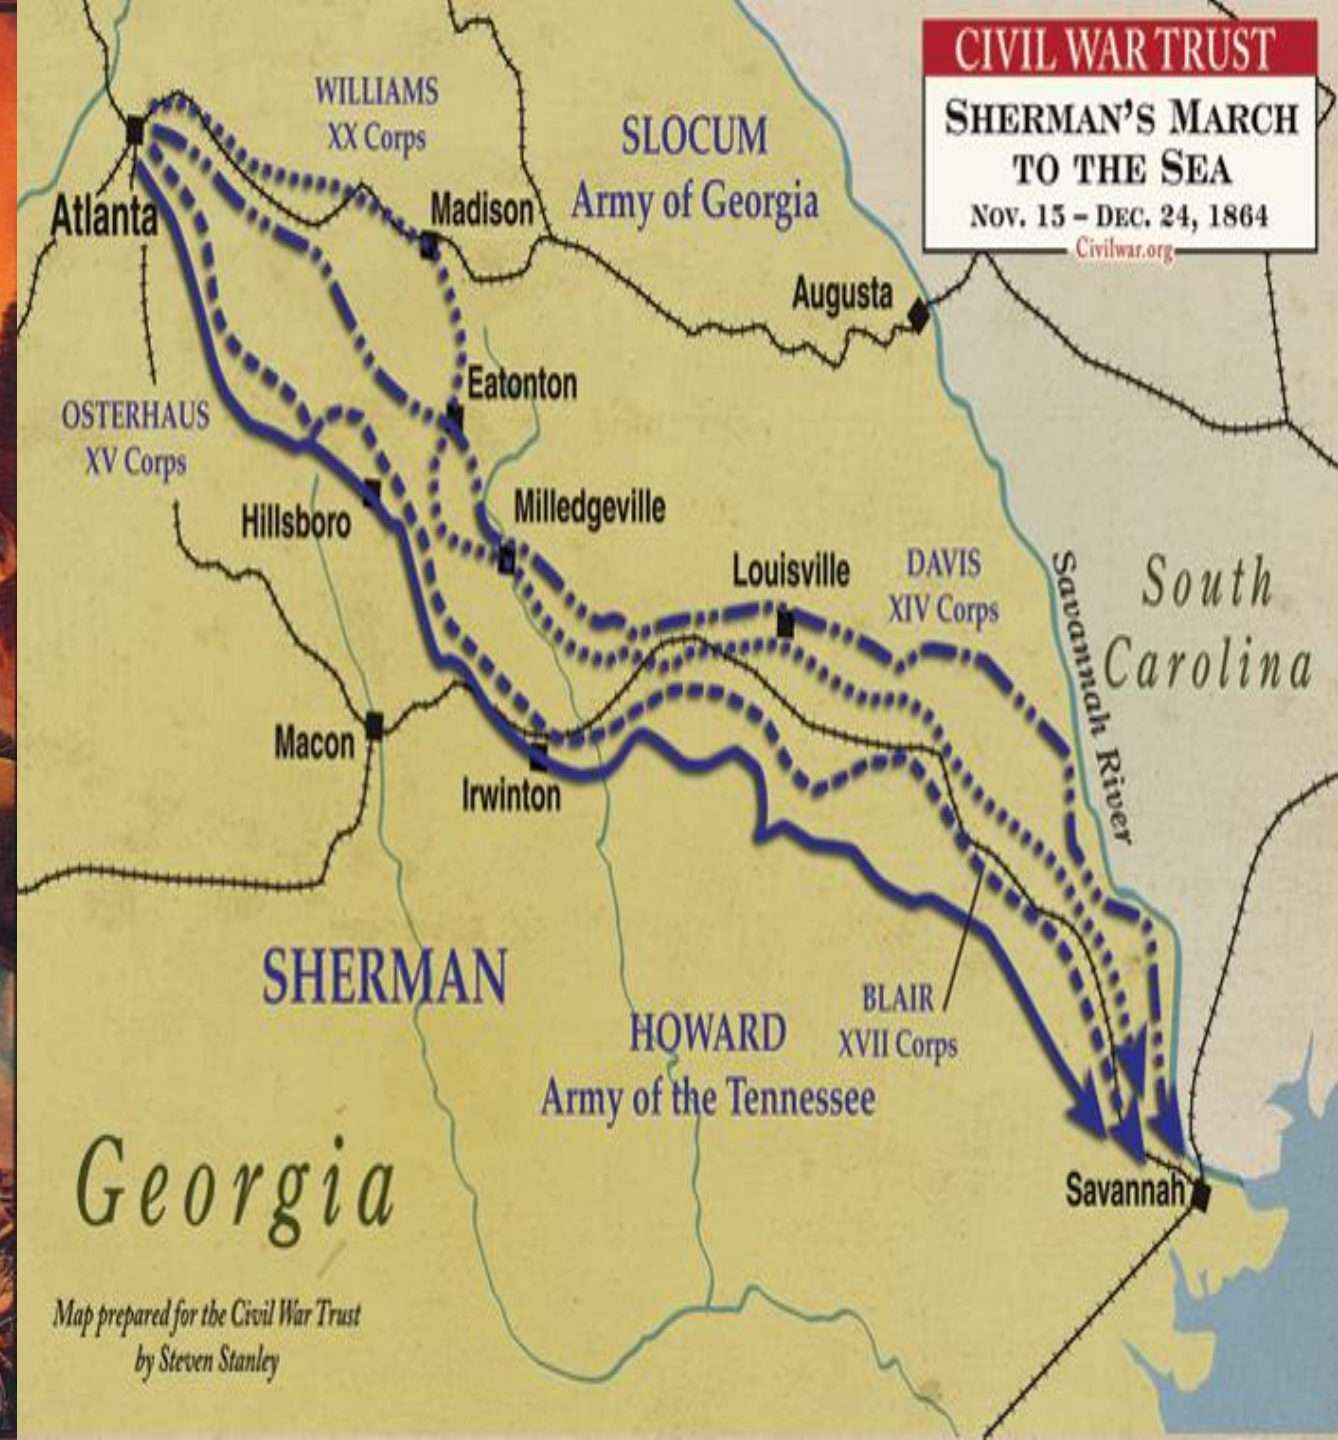 CIVIL WAR TRUST
SHERMAN'S MARCH
TO THE SEA
NOV. 15 – DEC. 24, 1864
Civilwar.org
WILLIAMS
XX Corps
SLOCUM
Army of Georgia
Atlanta
Madison
Augusta
Eatonton
OSTERHAUS
XV Corps
Hillsboro
Milledgeville
Louisville
DAVIS
XIV Corps
Savannah River
South
Carolina
Macon
Irwinton
SHERMAN
HOWARD
Army of the Tennessee
BLAIR
XVII Corps
Georgia
Savannah
Map prepared for the Civil War Trust
by Steven Stanley